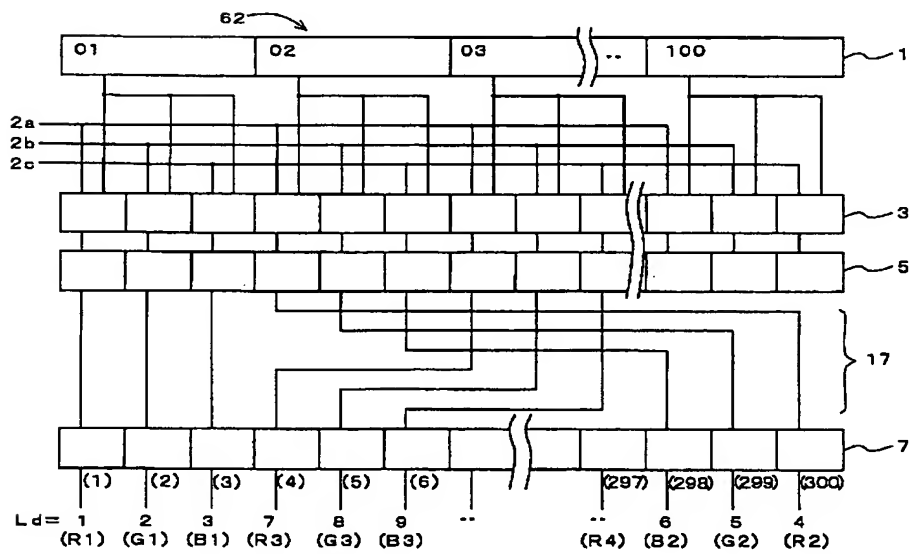 62
01 02 03 -- 100 1
2a
2b
2c
3
5
17
7
(1) (2) (3) (4) (5) (6) (297) (298) (299) (300)
Ld= 1 2 3 7 8 9 -- -- 6 5 4
(R1) (G1) (B1) (R3) (G3) (B3) (R4) (B2) (G2) (R2)